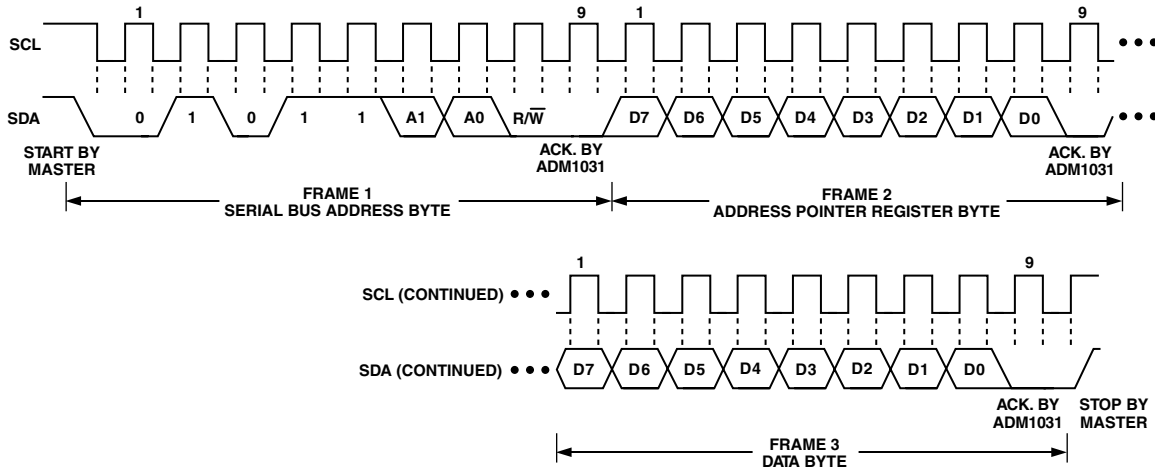 1 9 1 9
SCL
SDA 0 1 0 1 1 A1 A0 R/W̅ D7 D6 D5 D4 D3 D2 D1 D0
START BY
MASTER
ACK. BY
ADM1031
ACK. BY
ADM1031
FRAME 1
SERIAL BUS ADDRESS BYTE
FRAME 2
ADDRESS POINTER REGISTER BYTE
1 9
SCL (CONTINUED)
SDA (CONTINUED) D7 D6 D5 D4 D3 D2 D1 D0
ACK. BY
ADM1031
STOP BY
MASTER
FRAME 3
DATA BYTE